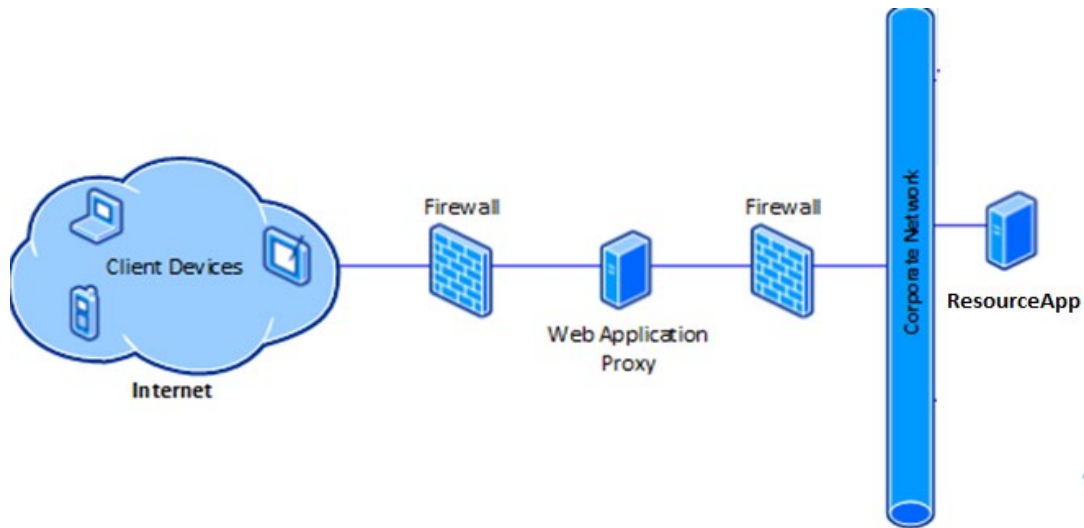 Firewall
Firewall
Client Devices
Corporate Network
ResourceApp
Web Application
Proxy
Internet